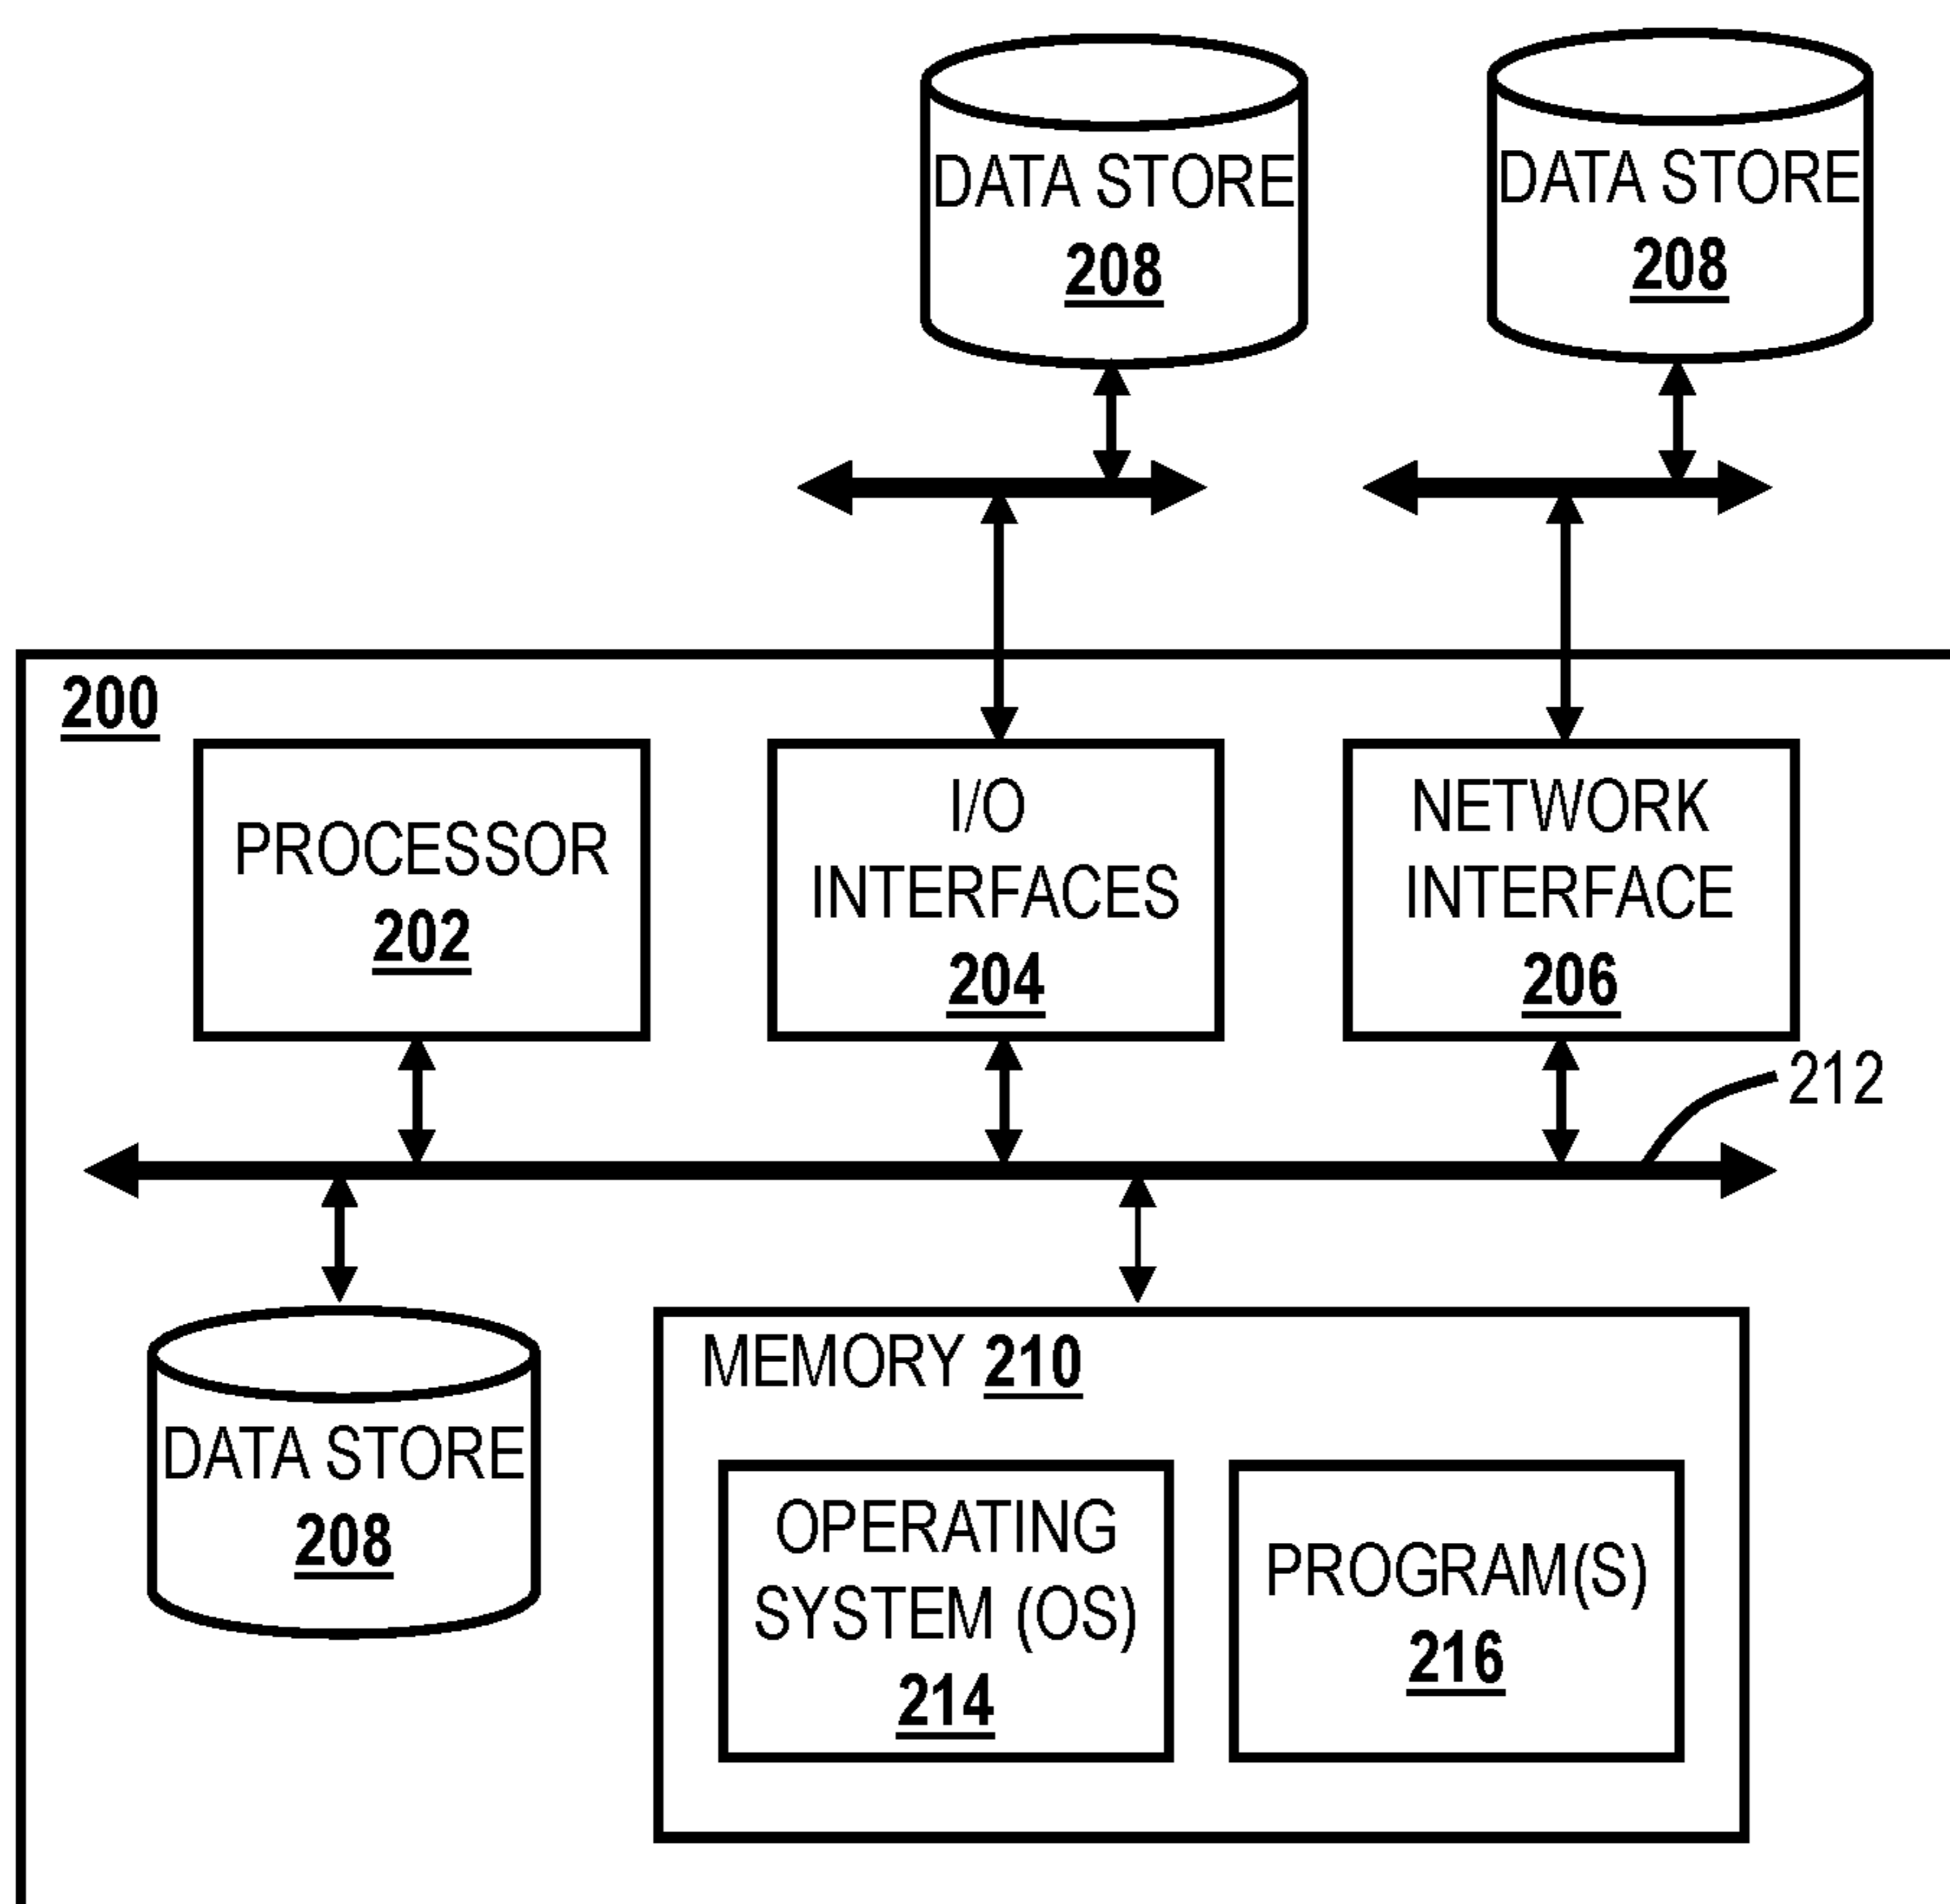 DATA STORE
208
DATA STORE
208
200
PROCESSOR
202
I/O
INTERFACES
204
NETWORK
INTERFACE
206
212
DATA STORE
208
MEMORY 210
OPERATING
SYSTEM (OS)
214
PROGRAM(S)
216